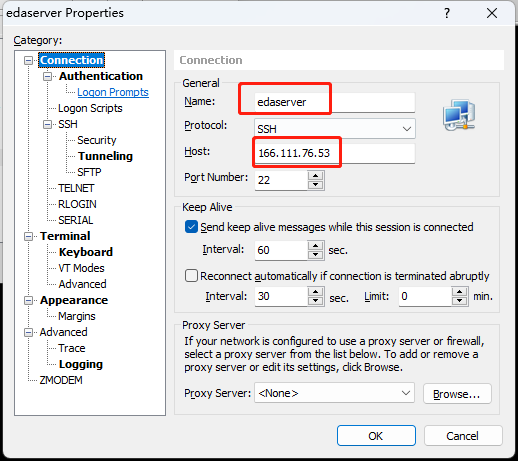 edaserver Properties
Category:
Connection
Authentication
Logon Prompts
Logon Scripts
SSH
Security
Tunneling
SFTP
TELNET
RLOGIN
SERIAL
Terminal
Keyboard
VT Modes
Advanced
Appearance
Margins
Advanced
Trace
Logging
ZMODEM
Connection
General
Name: edaserver
Protocol: SSH
Host: 166.111.76.53
Port Number: 22
Keep Alive
Send keep alive messages while this session is connected
Interval: 60 sec.
Reconnect automatically if connection is terminated abruptly
Interval: 30 sec. Limit: 0 min.
Proxy Server
If your network is configured to use a proxy server or firewall,
select a proxy server from the list below. To add or remove a
proxy server or edit its settings, click Browse.
Proxy Server: <None> Browse...
OK Cancel